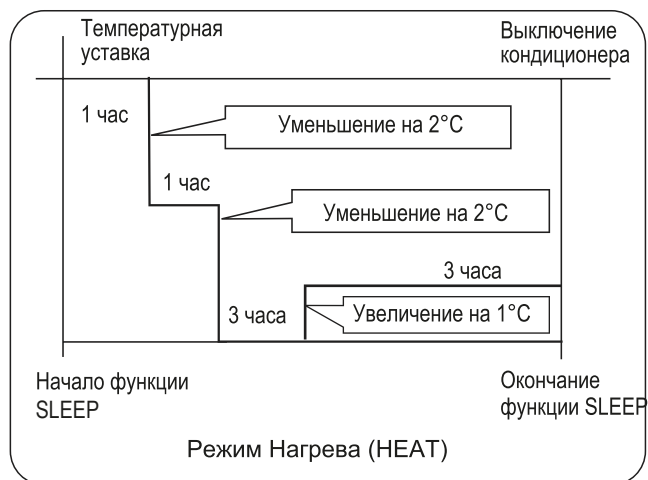 Температурная
уставка
Выключение
кондиционера
1 час
Уменьшение на 2°C
1 час
Уменьшение на 2°C
3 часа
3 часа
Увеличение на 1°C
Начало функции
SLEEP
Окончание
функции SLEEP
Режим Нагрева (HEAT)